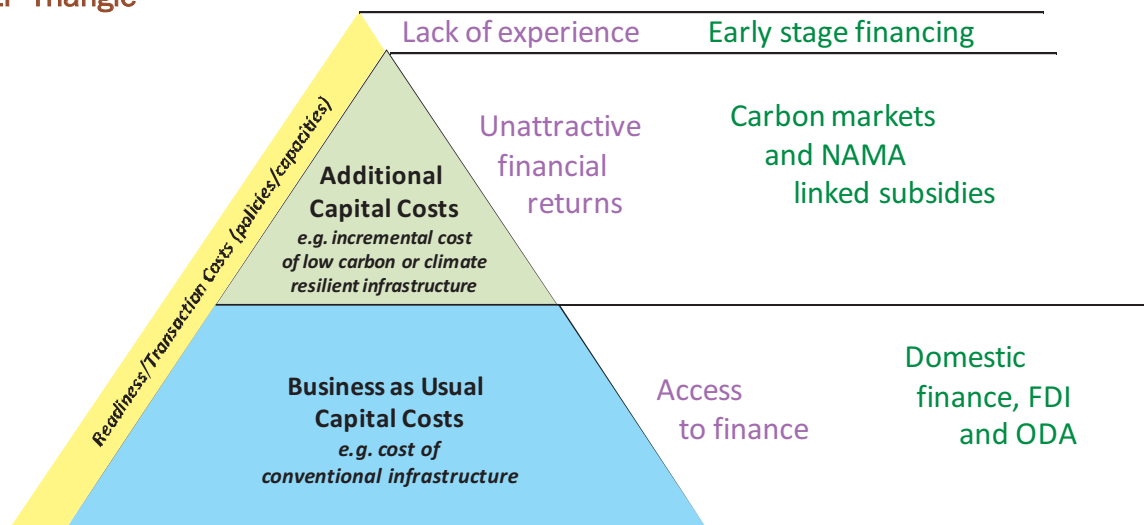 Triangle
Lack of experience Early stage financing
Readiness/Transaction Costs (policies/capacities)
Additional
Capital Costs
e.g. incremental cost
of low carbon or climate
resilient infrastructure
Unattractive
financial
returns
Carbon markets
and NAMA
linked subsidies
Business as Usual
Capital Costs
e.g. cost of
conventional infrastructure
Access
to finance
Domestic
finance, FDI
and ODA